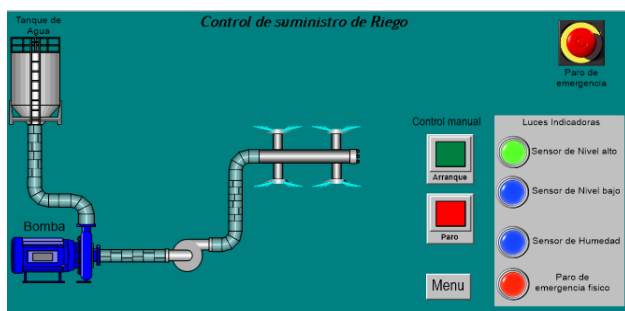 Control de suministro de Riego
Tanque de
Agua
Paro de
emergencia
Control manual
Arranque
Paro
Menu
Luces Indicadoras
Sensor de Nivel alto
Sensor de Nivel bajo
Sensor de Humedad
Paro de
emergencia fisico
Bomba